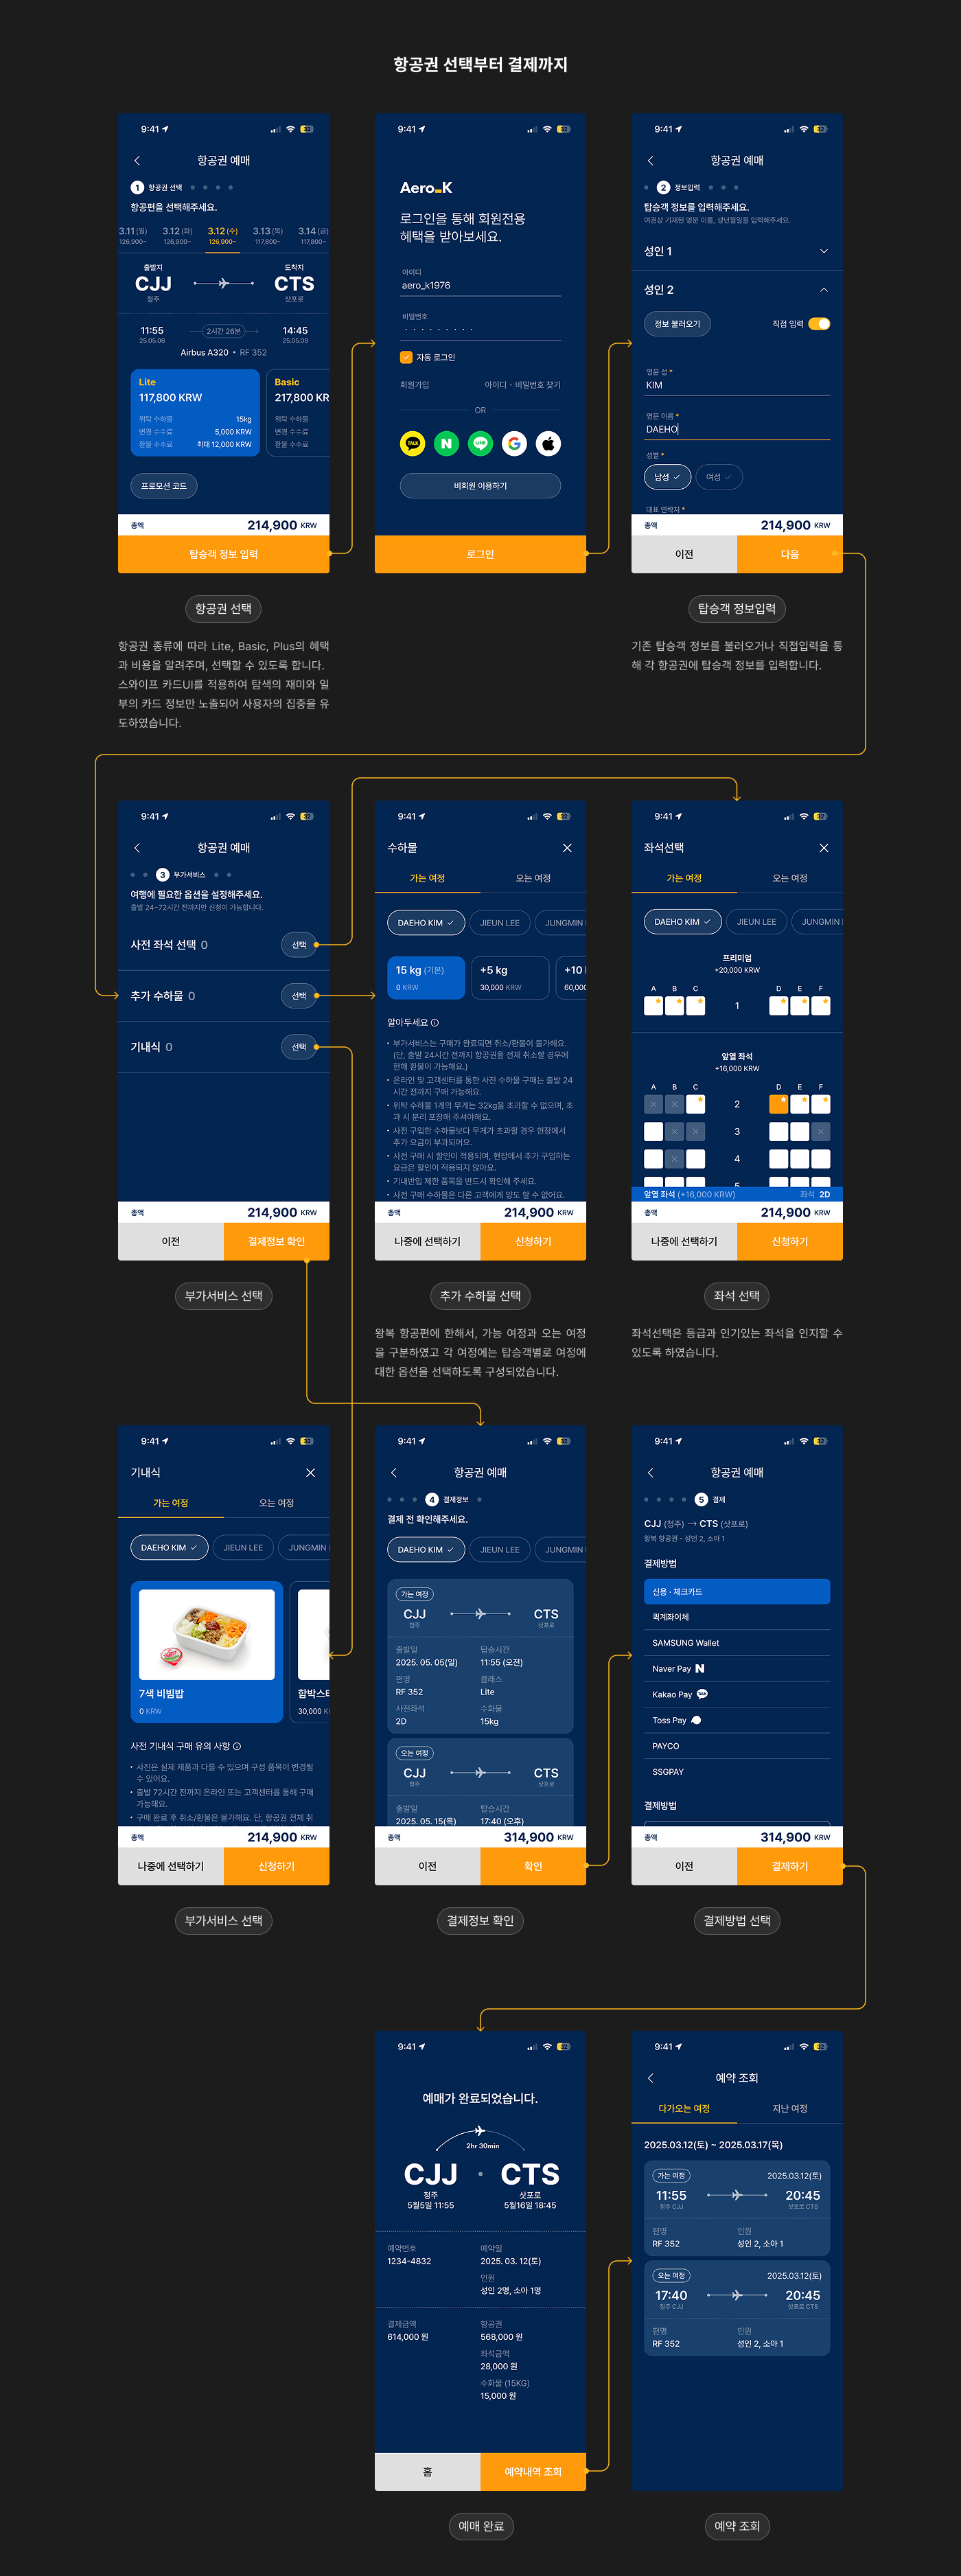 항공권 선택부터 결제까지
9:41
항공권 예매
1 항공권 선택
항공편을 선택해주세요.
3.11 (월) 3.12 (화) 3.12 (수) 3.13 (목) 3.14 (금)
126,900~ 126,900~ 126,900~ 117,800~ 117,800~
출발지 도착지
CJJ CTS
청주 삿포로
11:55 2시간 26분 14:45
25.05.06 25.05.09
Airbus A320 • RF 352
Lite Basic
117,800 KRW 217,800 KR
위탁 수하물 15kg 위탁 수하물
변경 수수료 5,000 KRW 변경 수수료
환불 수수료 최대 12,000 KRW 환불 수수료
프로모션 코드
총액 214,900 KRW
탑승객 정보 입력
항공권 선택
항공권 종류에 따라 Lite, Basic, Plus의 혜택
과 비용을 알려주며, 선택할 수 있도록 합니다.
스와이프 카드UI를 적용하여 탐색의 재미와 일
부의 카드 정보만 노출되어 사용자의 집중을 유
도하였습니다.
9:41
Aero_K
로그인을 통해 회원전용
혜택을 받아보세요.
아이디
aero_k1976
비밀번호
자동 로그인
회원가입 아이디 · 비밀번호 찾기
OR
TALK N LINE G
비회원 이용하기
로그인
9:41
항공권 예매
2 정보입력
탑승객 정보를 입력해주세요.
여권상 기재된 영문 이름, 생년월일을 입력해주세요.
성인 1
성인 2
정보 불러오기 직접 입력
영문 성 *
KIM
영문 이름 *
DAEHO
성별 *
남성 여성
대표 연락처 *
총액 214,900 KRW
이전 다음
탑승객 정보입력
기존 탑승객 정보를 불러오거나 직접입력을 통
해 각 항공권에 탑승객 정보를 입력합니다.
9:41
항공권 예매
3 부가서비스
여행에 필요한 옵션을 설정해주세요.
출발 24~72시간 전까지만 신청이 가능합니다.
사전 좌석 선택 0 선택
추가 수하물 0 선택
기내식 0 선택
총액 214,900 KRW
이전 결제정보 확인
부가서비스 선택
9:41
수하물
가는 여정 오는 여정
DAEHO KIM JIEUN LEE JUNGMIN
15 kg (기본) +5 kg +10
0 KRW 30,000 KRW 60,000
알아두세요
• 부가서비스는 구매가 완료되면 취소/환불이 불가해요.
(단, 출발 24시간 전까지 항공권을 전체 취소할 경우에
한해 환불이 가능해요.)
• 온라인 및 고객센터를 통한 사전 수하물 구매는 출발 24
시간 전까지 구매 가능해요.
• 위탁 수하물 1개의 무게는 32kg을 초과할 수 없으며, 초
과 시 분리 포장해 주셔야해요.
• 사전 구입한 수하물보다 무게가 초과할 경우 현장에서
추가 요금이 부과되어요.
• 사전 구매 시 할인이 적용되며, 현장에서 추가 구입하는
요금은 할인이 적용되지 않아요.
• 기내반입 제한 품목을 반드시 확인해 주세요.
• 사전 구매 수하물은 다른 고객에게 양도 할 수 없어요.
총액 214,900 KRW
나중에 선택하기 신청하기
추가 수하물 선택
왕복 항공편에 한해서, 가능 여정과 오는 여정
을 구분하였고 각 여정에는 탑승객별로 여정에
대한 옵션을 선택하도록 구성되었습니다.
9:41
좌석선택
가는 여정 오는 여정
DAEHO KIM JIEUN LEE JUNGMIN
프리미엄
+20,000 KRW
A B C D E F
1
앞열 좌석
+16,000 KRW
A B C D E F
2
3
4
5
앞열 좌석 (+16,000 KRW) 좌석 2D
총액 214,900 KRW
나중에 선택하기 신청하기
좌석 선택
좌석선택은 등급과 인기있는 좌석을 인지할 수
있도록 하였습니다.
9:41
기내식
가는 여정 오는 여정
DAEHO KIM JIEUN LEE JUNGMIN
7색 비빔밥 함박스테
0 KRW 30,000 K
사전 기내식 구매 유의 사항
• 사진은 실제 제품과 다를 수 있으며 구성 품목이 변경될
수 있어요.
• 출발 72시간 전까지 온라인 또는 고객센터를 통해 구매
가능해요.
• 구매 완료 후 취소/환불은 불가해요. 단, 항공권 전체 취
총액 214,900 KRW
나중에 선택하기 신청하기
부가서비스 선택
9:41
항공권 예매
4 결제정보
결제 전 확인해주세요.
DAEHO KIM JIEUN LEE JUNGMIN
가는 여정
CJJ CTS
청주 삿포로
출발일 탑승시간
2025. 05. 05(일) 11:55 (오전)
편명 클래스
RF 352 Lite
사전좌석 수화물
2D 15kg
오는 여정
CJJ CTS
청주 삿포로
출발일 탑승시간
2025. 05. 15(목) 17:40 (오후)
총액 314,900 KRW
이전 확인
결제정보 확인
9:41
항공권 예매
5 결제
CJJ (청주) → CTS (삿포로)
왕복 항공권 - 성인 2, 소아 1
결제방법
신용 · 체크카드
퀵계좌이체
SAMSUNG Wallet
Naver Pay N
Kakao Pay
Toss Pay
PAYCO
SSGPAY
결제방법
총액 314,900 KRW
이전 결제하기
결제방법 선택
9:41
예매가 완료되었습니다.
2hr 30min
CJJ • CTS
청주 삿포로
5월5일 11:55 5월16일 18:45
예약번호 예약일
1234-4832 2025. 03. 12(토)
인원
성인 2명, 소아 1명
결제금액 항공권
614,000 원 568,000 원
좌석금액
28,000 원
수화물 (15KG)
15,000 원
홈 예약내역 조회
예매 완료
9:41
예약 조회
다가오는 여정 지난 여정
2025.03.12(토) ~ 2025.03.17(목)
가는 여정 2025.03.12(토)
11:55 20:45
청주 CJJ 삿포로 CTS
편명 인원
RF 352 성인 2, 소아 1
오는 여정 2025.03.12(토)
17:40 20:45
청주 CJJ 삿포로 CTS
편명 인원
RF 352 성인 2, 소아 1
예약 조회